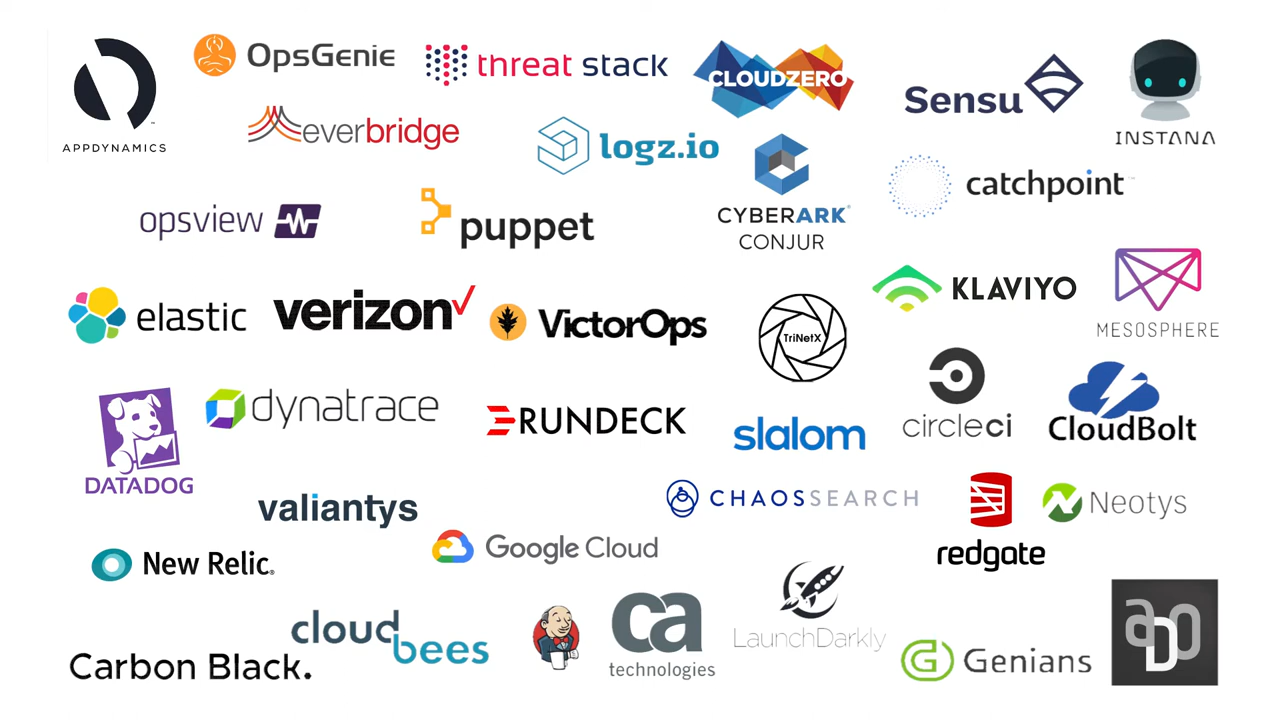 OpsGenie
threat stack
CLOUDZERO
Sensu
APPDYNAMICS
everbridge
logz.io
INSTANA
catchpoint
opsview
puppet
CYBERARK®
CONJUR
elastic
verizon✓
VictorOps
TriNetX
KLAVIYO
MESOSPHERE
DATADOG
dynatrace
RUNDECK
slalom
circleci
CloudBolt
valiantys
CHAOSSEARCH
redgate
Neotys
New Relic®
Google Cloud
Carbon Black.
cloudbees
ca
technologies
LaunchDarkly
Genians
aDO